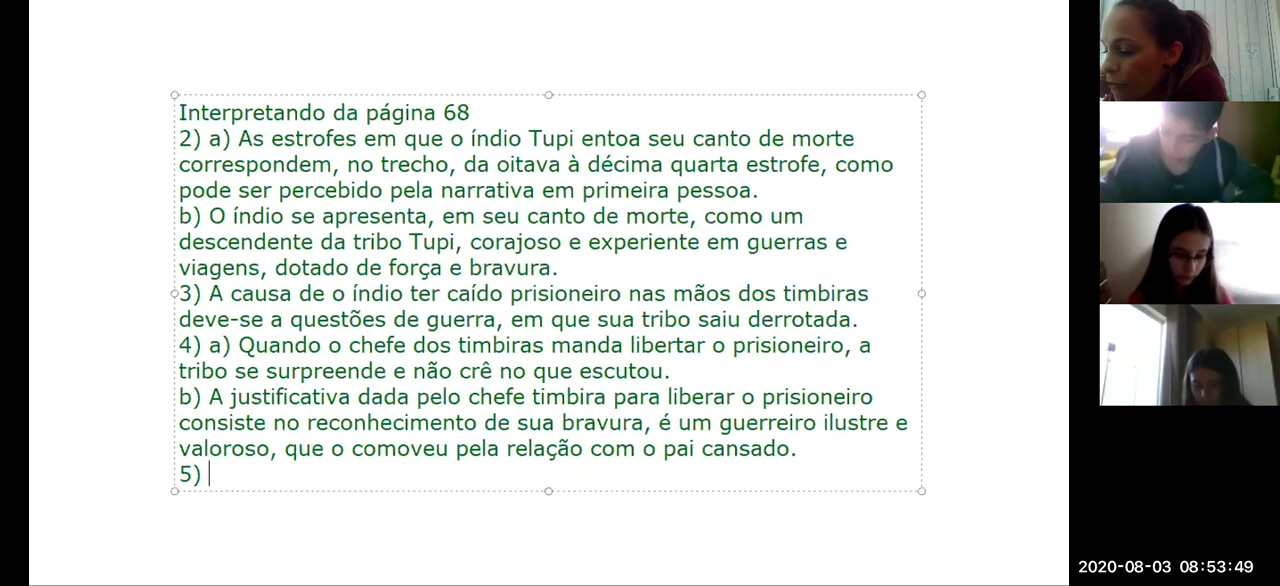 Interpretando da página 68
2) a) As estrofes em que o índio Tupi entoa seu canto de morte
correspondem, no trecho, da oitava à décima quarta estrofe, como
pode ser percebido pela narrativa em primeira pessoa.
b) O índio se apresenta, em seu canto de morte, como um
descendente da tribo Tupi, corajoso e experiente em guerras e
viagens, dotado de força e bravura.
3) A causa de o índio ter caído prisioneiro nas mãos dos timbiras
deve-se a questões de guerra, em que sua tribo saiu derrotada.
4) a) Quando o chefe dos timbiras manda libertar o prisioneiro, a
tribo se surpreende e não crê no que escutou.
b) A justificativa dada pelo chefe timbira para liberar o prisioneiro
consiste no reconhecimento de sua bravura, é um guerreiro ilustre e
valoroso, que o comoveu pela relação com o pai cansado.
5)
2020-08-03 08:53:49